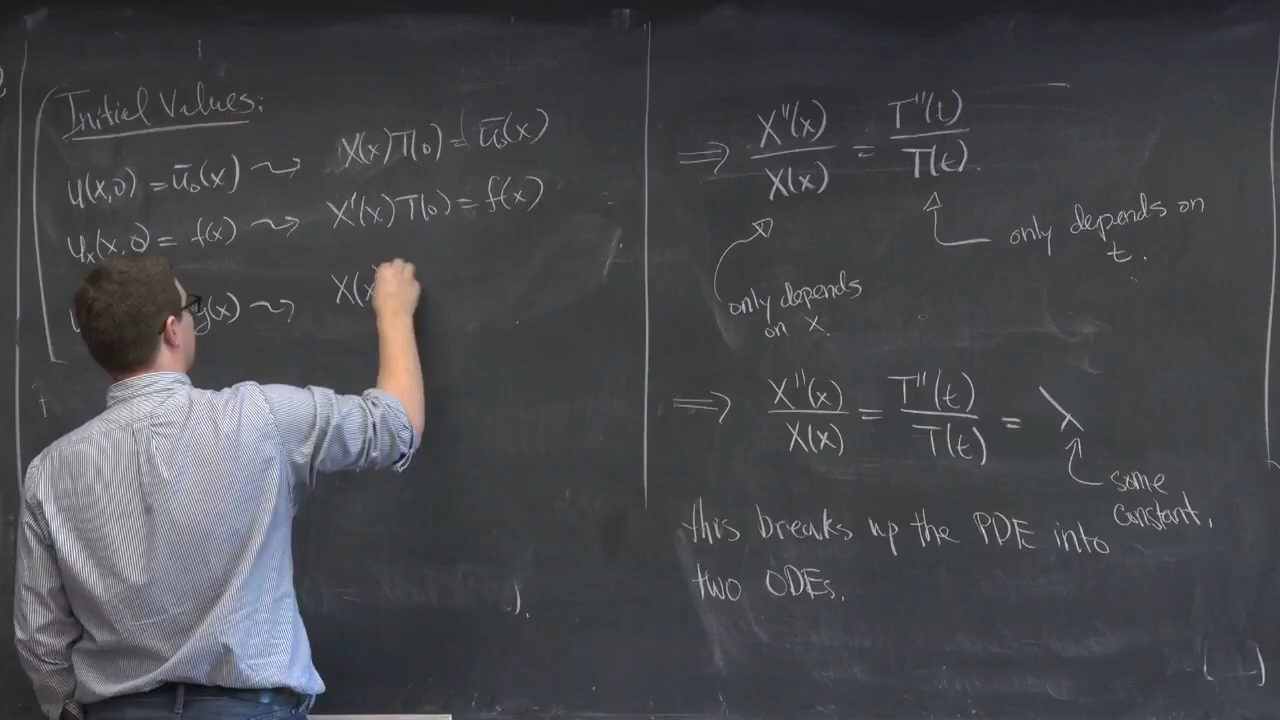 Initial Values:
u(x,0) = ū₀(x) ⤳ X(x)T(0) = ū₀(x)
uₓ(x,0) = f(x) ⤳ X'(x)T(0) = f(x)
g(x) ⤳ X(x
⟹ X''(x)/X(x) = T''(t)/T(t).
only depends on
t.
only depends
on X.
⟹ X''(x)/X(x) = T''(t)/T(t) = λ
some
constant.
this breaks up the PDE into
two ODEs.